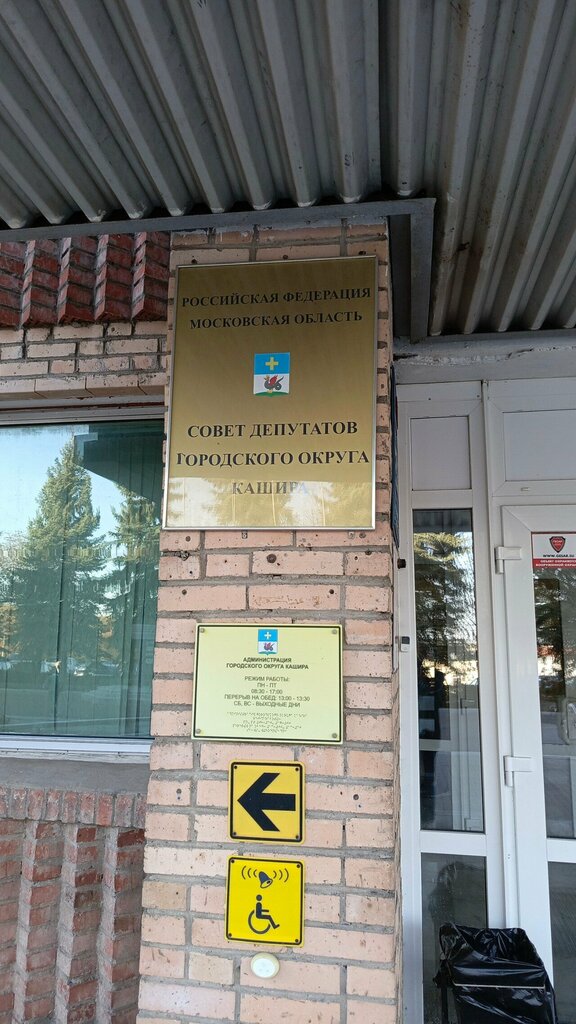 РОССИЙСКАЯ ФЕДЕРАЦИЯ
МОСКОВСКАЯ ОБЛАСТЬ
СОВЕТ ДЕПУТАТОВ
ГОРОДСКОГО ОКРУГА
КАШИРА
АДМИНИСТРАЦИЯ
ГОРОДСКОГО ОКРУГА КАШИРА
РЕЖИМ РАБОТЫ:
ПН - ПТ
08:30 - 17:00
ПЕРЕРЫВ НА ОБЕД: 13:00 - 13:30
СБ, ВС - ВЫХОДНЫЕ ДНИ